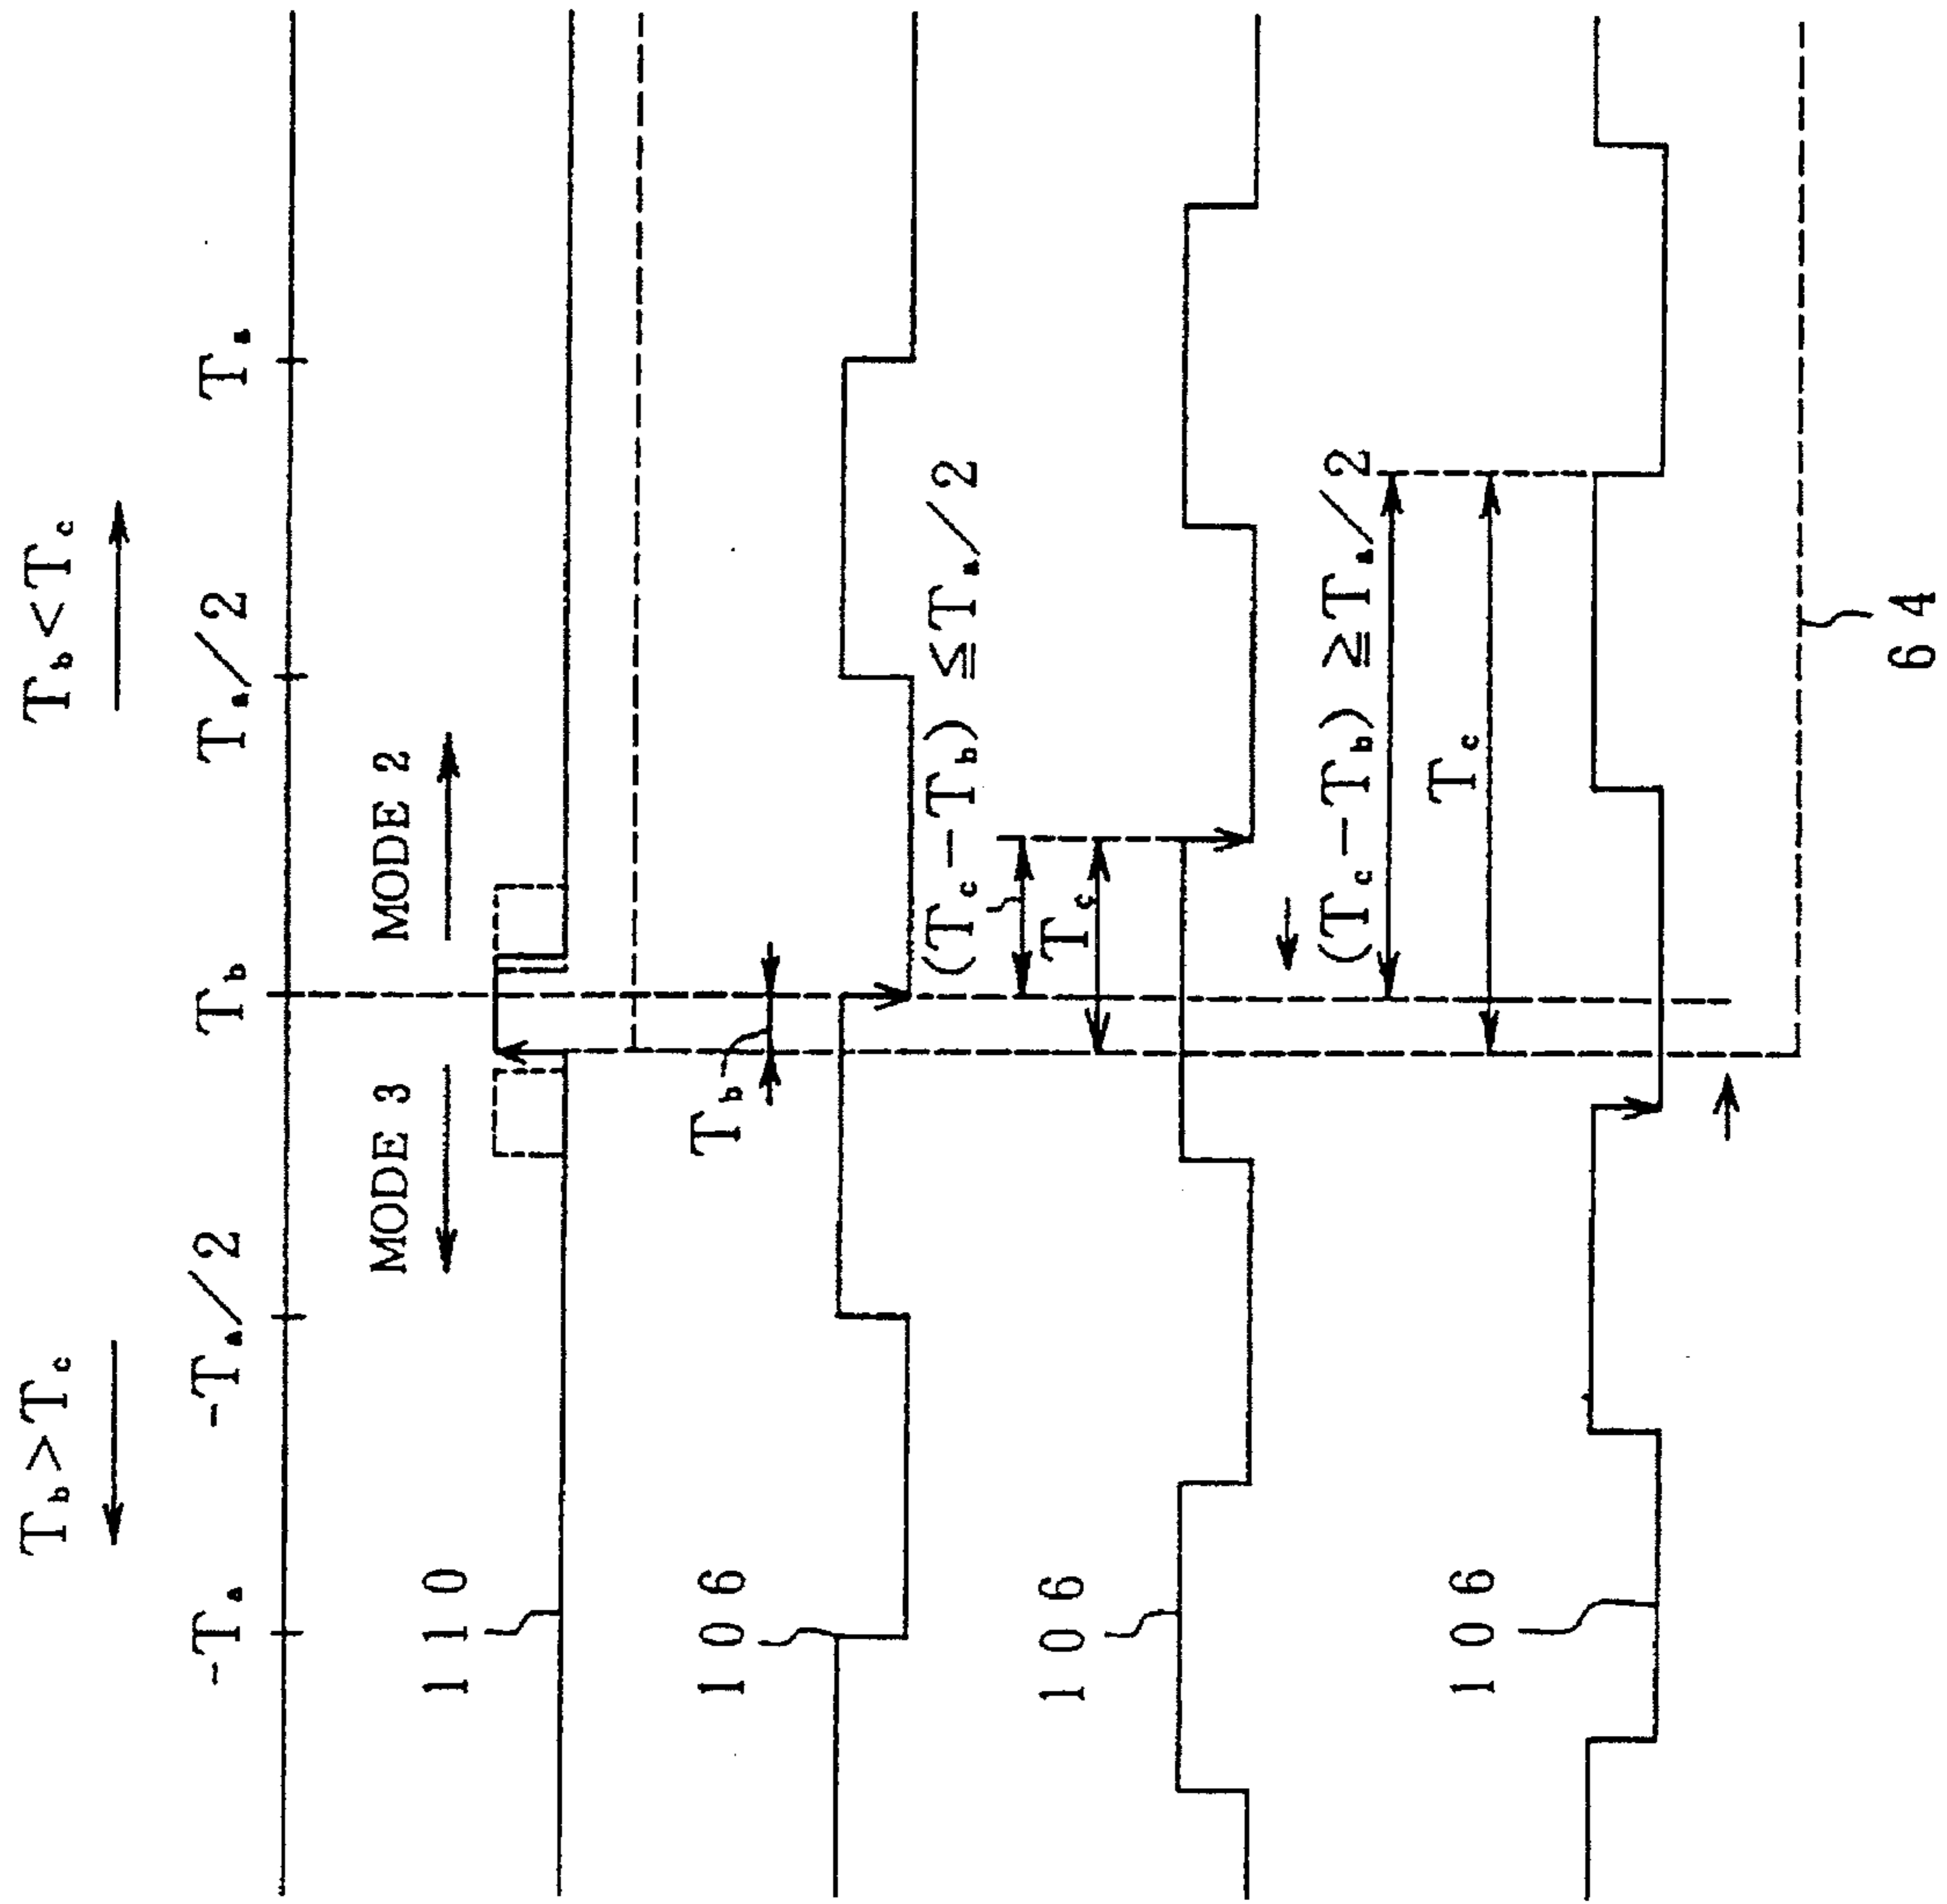 Tb>Tc
Tb<Tc
-Ta
-Ta/2
Tb
Ta/2
Ta
MODE 3
MODE 2
110
106
Tb
(Tc-Tb)≦Ta/2
106
Tc
(Tc-Tb)≧Ta/2
106
Tc
64